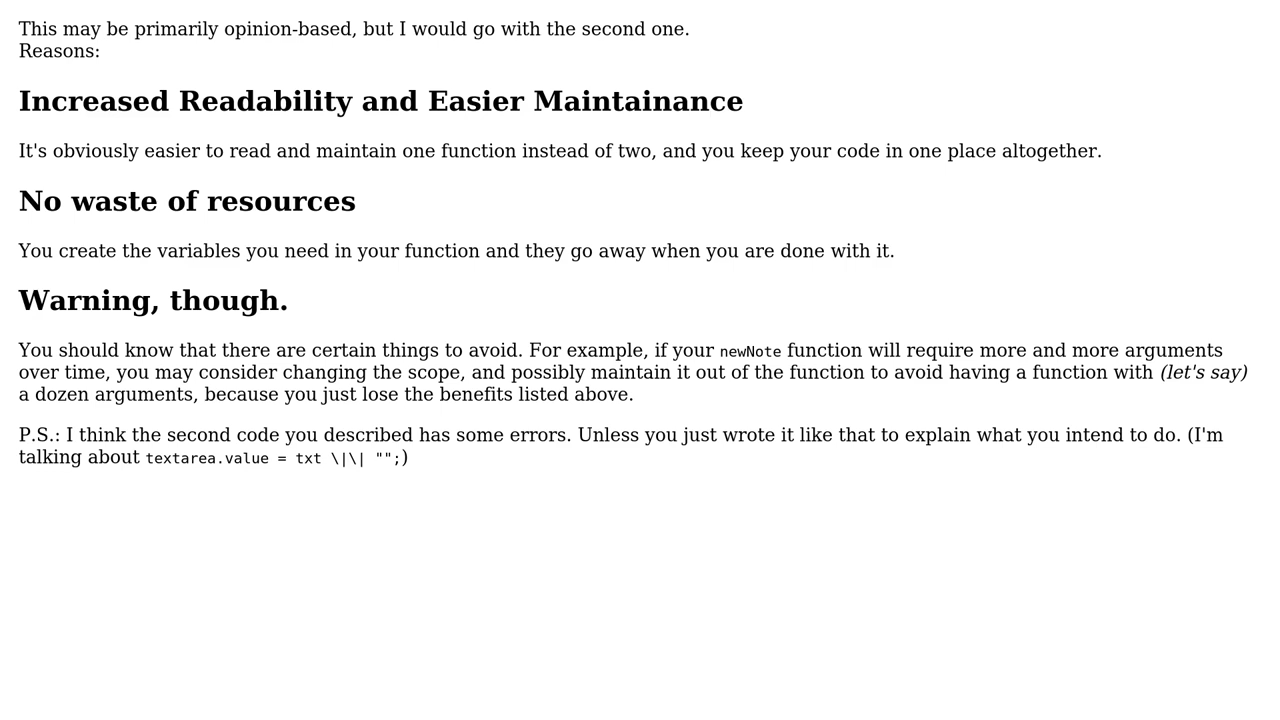 This may be primarily opinion-based, but I would go with the second one.
Reasons:
Increased Readability and Easier Maintainance
It's obviously easier to read and maintain one function instead of two, and you keep your code in one place altogether.
No waste of resources
You create the variables you need in your function and they go away when you are done with it.
Warning, though.
You should know that there are certain things to avoid. For example, if your newNote function will require more and more arguments
over time, you may consider changing the scope, and possibly maintain it out of the function to avoid having a function with (let's say)
a dozen arguments, because you just lose the benefits listed above.
P.S.: I think the second code you described has some errors. Unless you just wrote it like that to explain what you intend to do. (I'm
talking about textarea.value = txt \|\| "";)